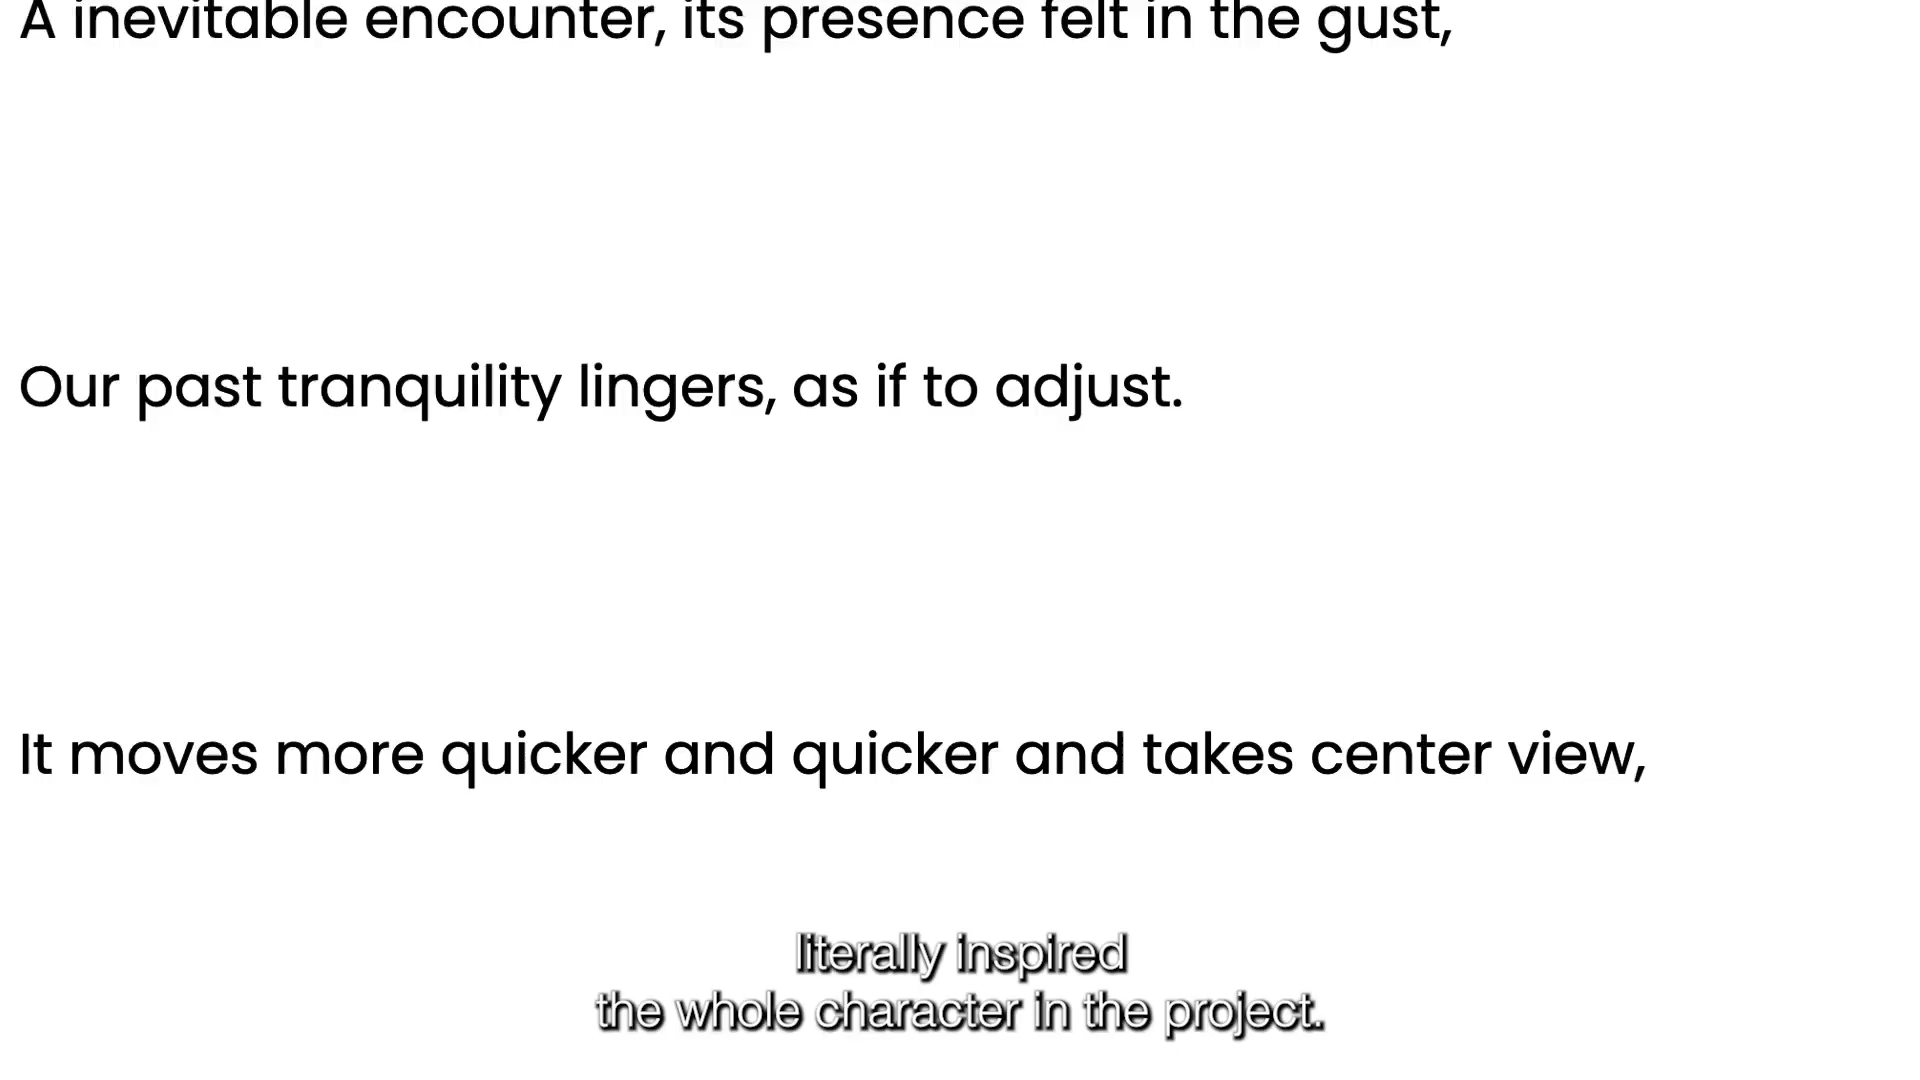 A inevitable encounter, its presence felt in the gust,
Our past tranquility lingers, as if to adjust.
It moves more quicker and quicker and takes center view,
literally inspired
the whole character in the project.